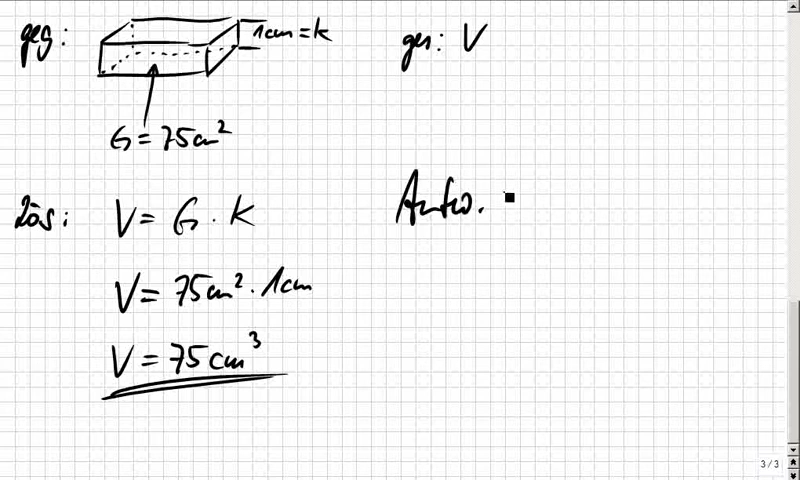 geg: 1cm = k ges: V
G = 75cm²
Lös: V = G · k
Antw.
V = 75cm² · 1cm
V = 75cm³
3 / 3